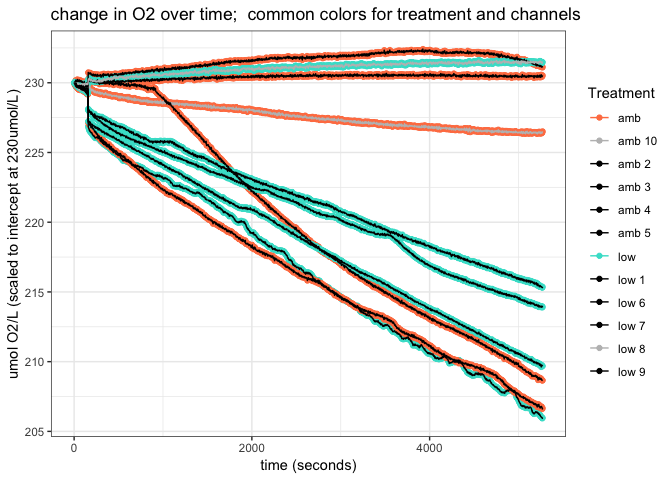 change in O2 over time;  common colors for treatment and channels
umol O2/L (scaled to intercept at 230umol/L)
230
225
220
215
210
205
0
2000
4000
time (seconds)
Treatment
amb
amb 10
amb 2
amb 3
amb 4
amb 5
low
low 1
low 6
low 7
low 8
low 9